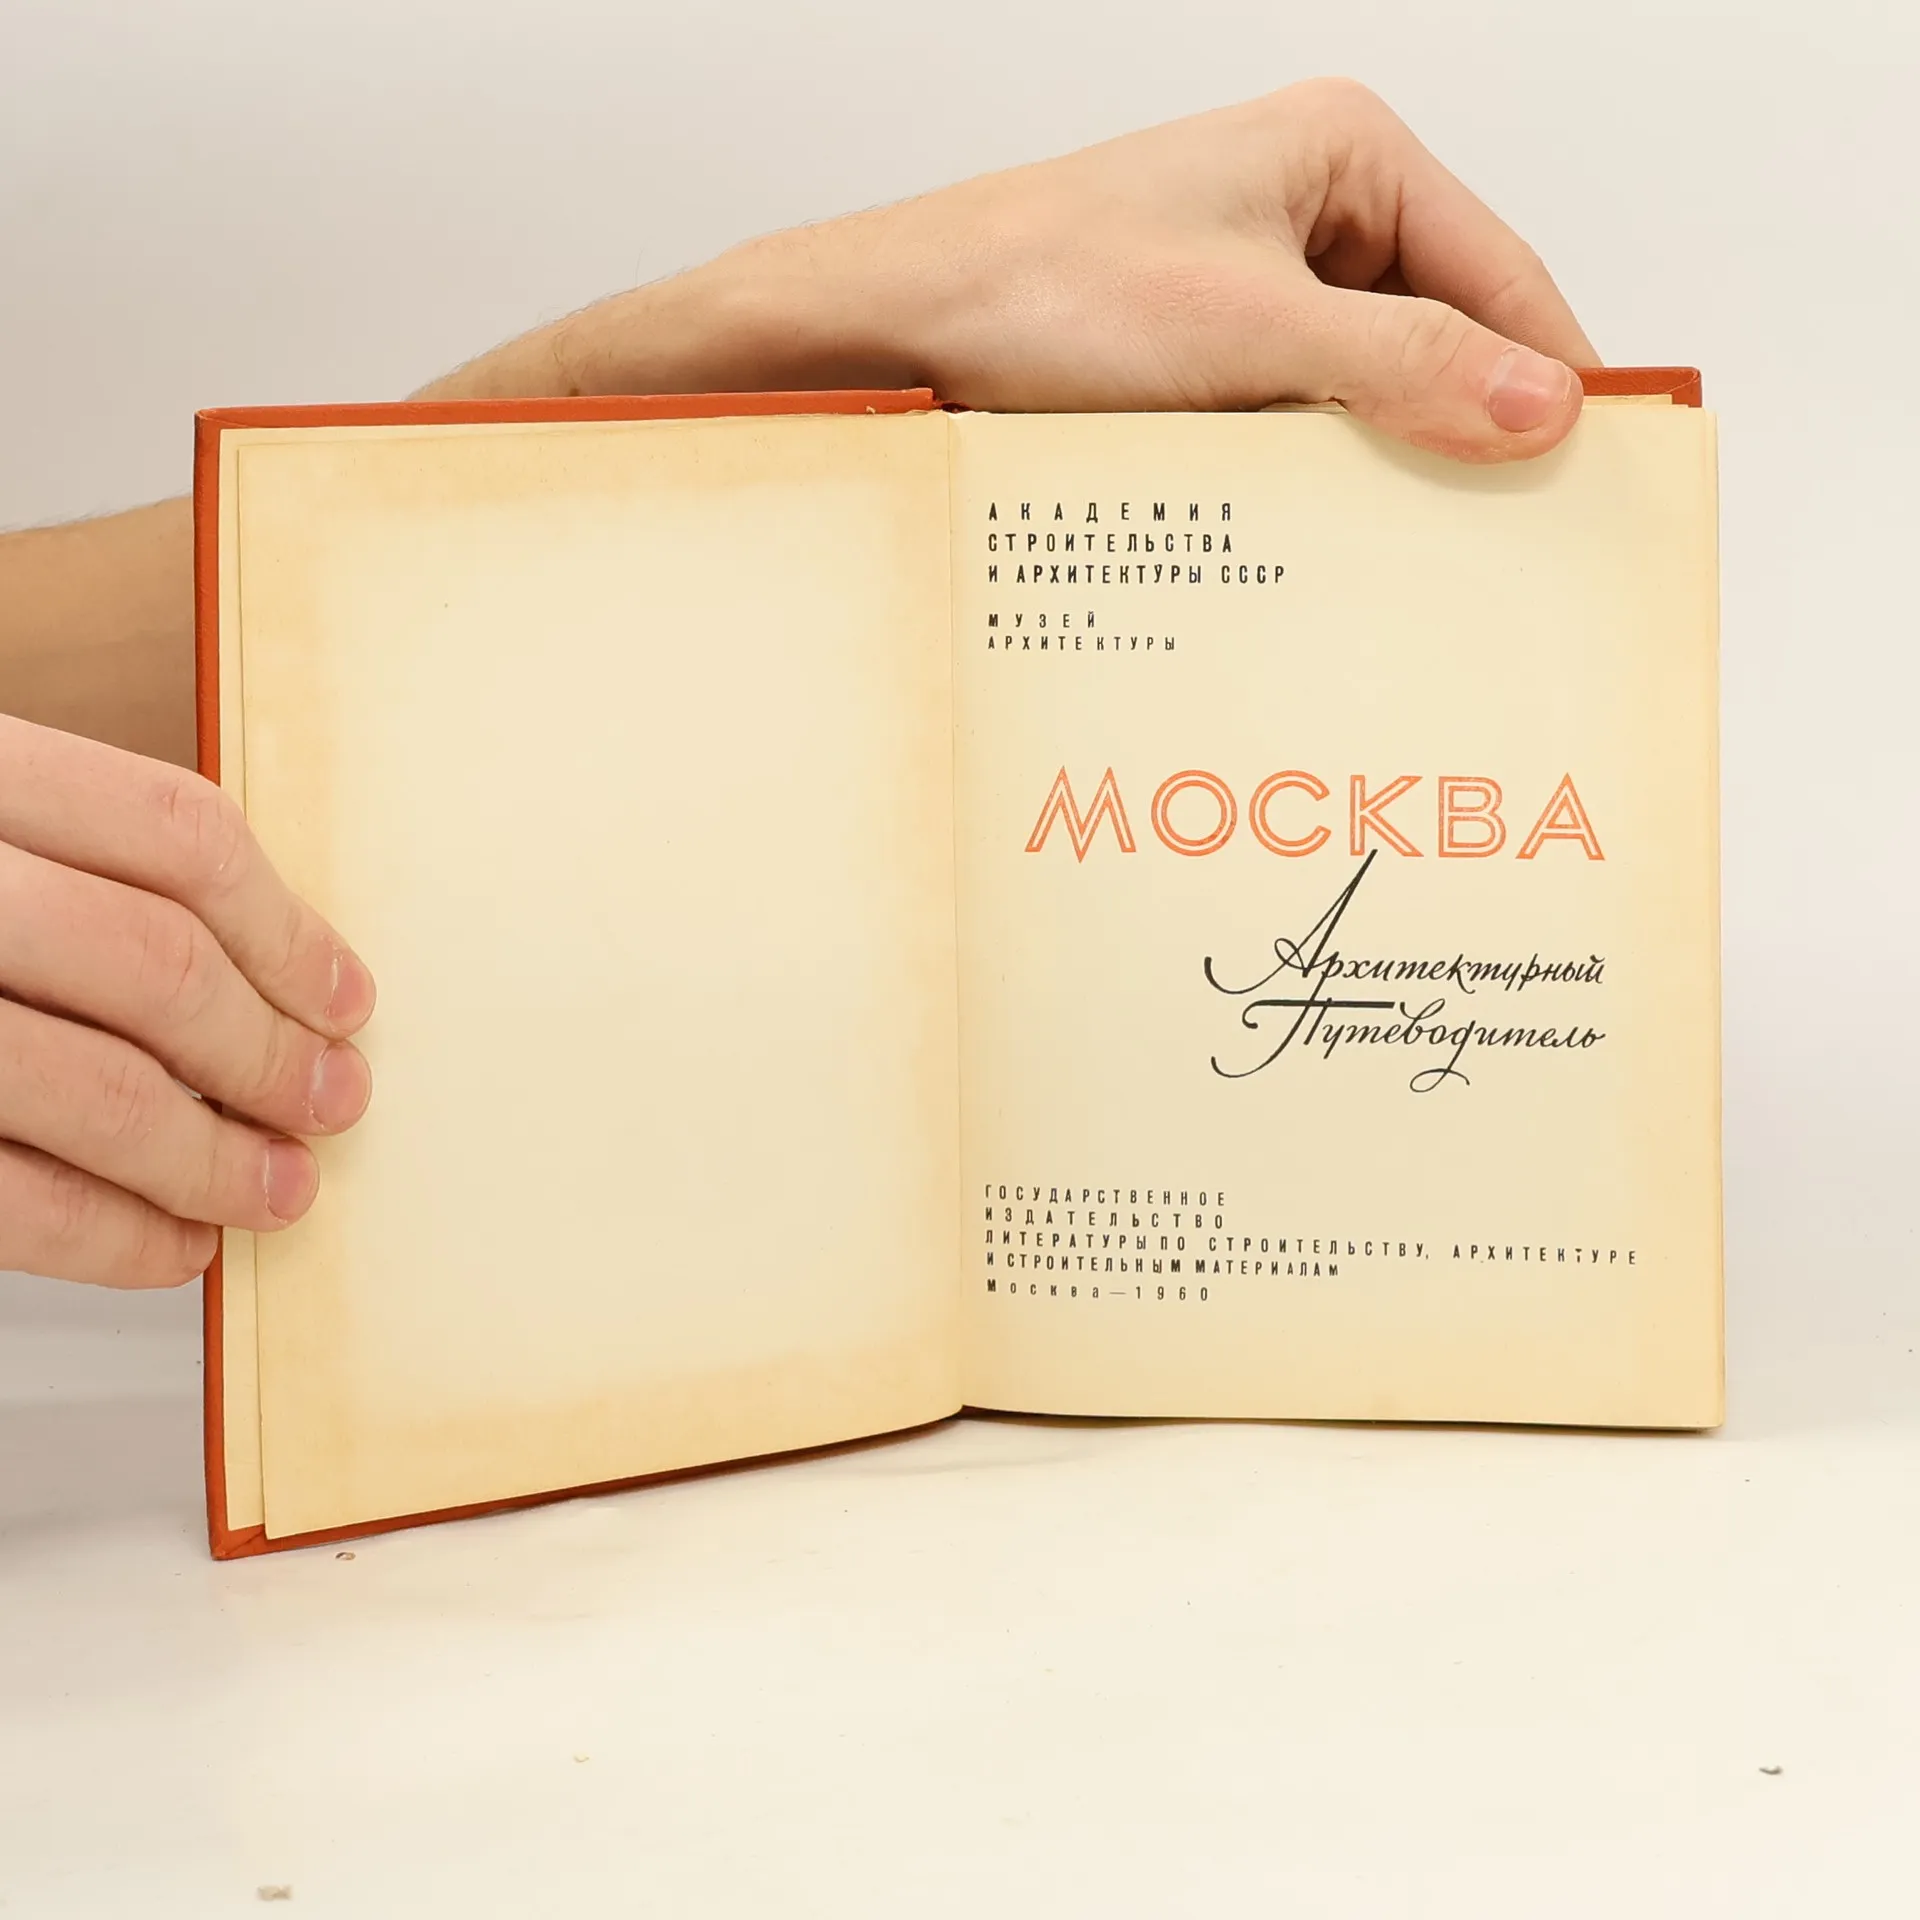 АКАДЕМИЯ
СТРОИТЕЛЬСТВА
И АРХИТЕКТУРЫ СССР
МУЗЕЙ
АРХИТЕКТУРЫ
МОСКВА
Архитектурный
Путеводитель
ГОСУДАРСТВЕННОЕ
ИЗДАТЕЛЬСТВО
ЛИТЕРАТУРЫ ПО СТРОИТЕЛЬСТВУ, АРХИТЕКТУРЕ
И СТРОИТЕЛЬНЫМ МАТЕРИАЛАМ
Москва—1960